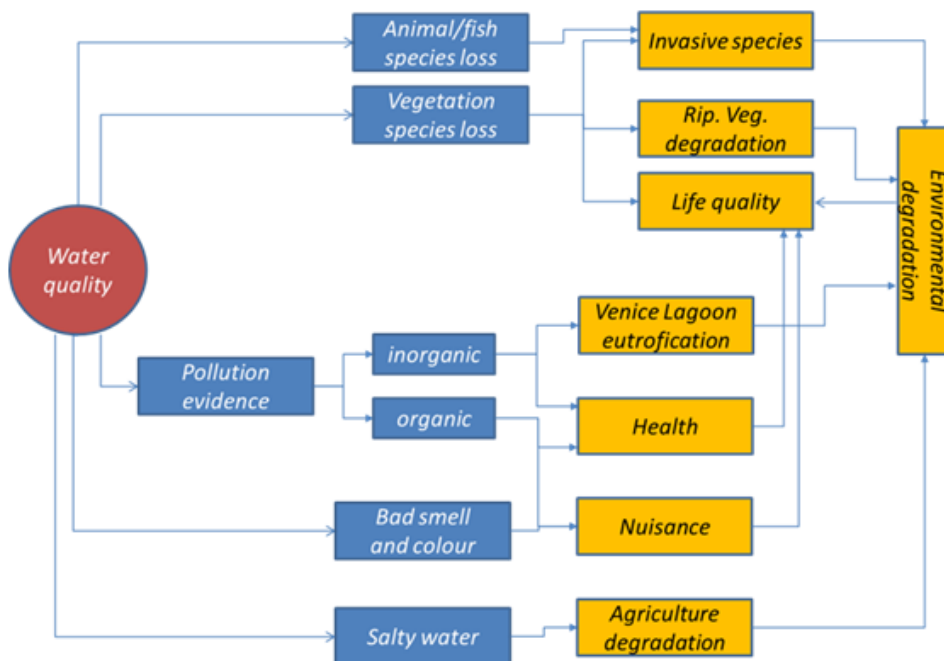 Animal/fish
species loss
Invasive species
Vegetation
species loss
Rip. Veg.
degradation
Life quality
Environmental
degradation
Water
quality
Venice Lagoon
eutrofication
inorganic
Pollution
evidence
organic
Health
Bad smell
and colour
Nuisance
Salty water
Agriculture
degradation